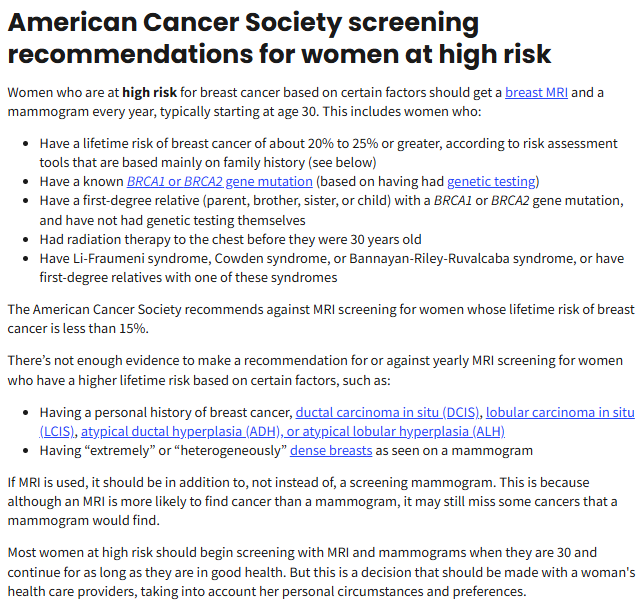 American Cancer Society screening
recommendations for women at high risk
Women who are at high risk for breast cancer based on certain factors should get a breast MRI and a
mammogram every year, typically starting at age 30. This includes women who:
• Have a lifetime risk of breast cancer of about 20% to 25% or greater, according to risk assessment
tools that are based mainly on family history (see below)
• Have a known BRCA1 or BRCA2 gene mutation (based on having had genetic testing)
• Have a first-degree relative (parent, brother, sister, or child) with a BRCA1 or BRCA2 gene mutation,
and have not had genetic testing themselves
• Had radiation therapy to the chest before they were 30 years old
• Have Li-Fraumeni syndrome, Cowden syndrome, or Bannayan-Riley-Ruvalcaba syndrome, or have
first-degree relatives with one of these syndromes
The American Cancer Society recommends against MRI screening for women whose lifetime risk of breast
cancer is less than 15%.
There’s not enough evidence to make a recommendation for or against yearly MRI screening for women
who have a higher lifetime risk based on certain factors, such as:
• Having a personal history of breast cancer, ductal carcinoma in situ (DCIS), lobular carcinoma in situ
(LCIS), atypical ductal hyperplasia (ADH), or atypical lobular hyperplasia (ALH)
• Having “extremely” or “heterogeneously” dense breasts as seen on a mammogram
If MRI is used, it should be in addition to, not instead of, a screening mammogram. This is because
although an MRI is more likely to find cancer than a mammogram, it may still miss some cancers that a
mammogram would find.
Most women at high risk should begin screening with MRI and mammograms when they are 30 and
continue for as long as they are in good health. But this is a decision that should be made with a woman's
health care providers, taking into account her personal circumstances and preferences.